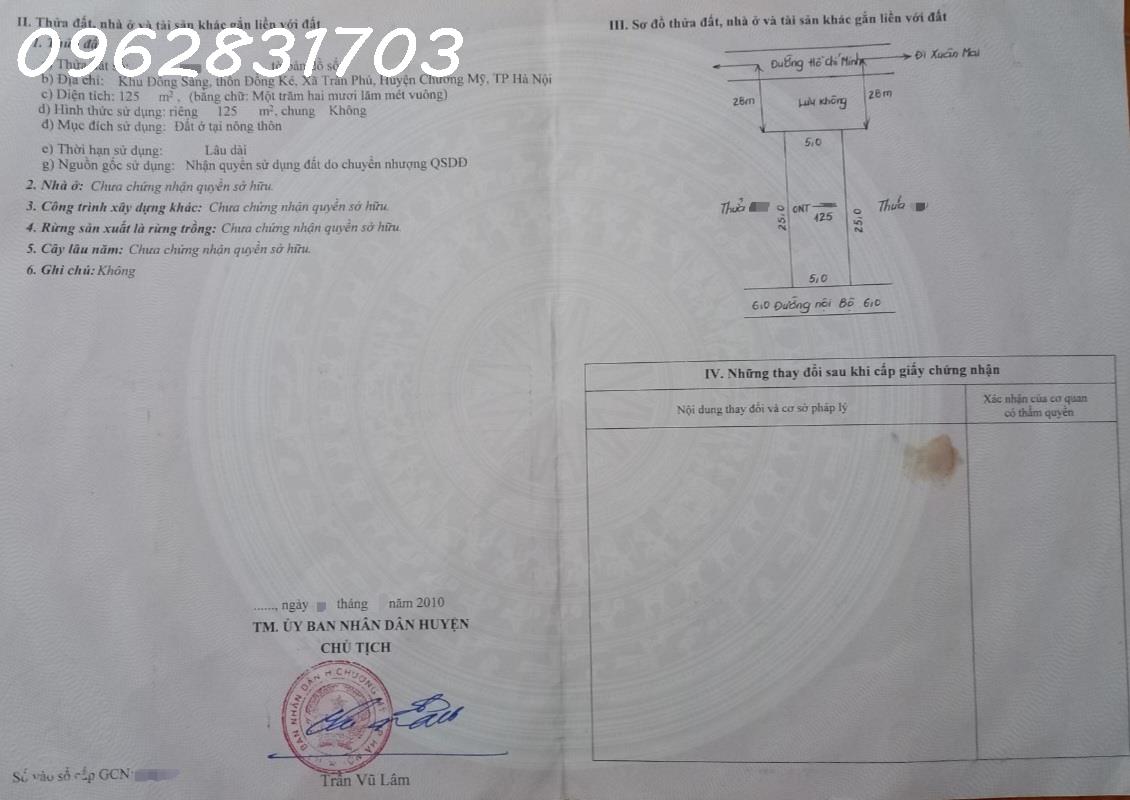 II. Thửa đất, nhà ở và tài sản khác gắn liền với đất
0962831703
b) Địa chỉ: Khu Đồng Sảng, thôn Đồng Ké, Xã Trần Phú, Huyện Chương Mỹ, TP Hà Nội
c) Diện tích: 125 m², (bằng chữ: Một trăm hai mươi lăm mét vuông)
d) Hình thức sử dụng: riêng 125 m², chung Không
đ) Mục đích sử dụng: Đất ở tại nông thôn
e) Thời hạn sử dụng: Lâu dài
g) Nguồn gốc sử dụng: Nhận quyền sử dụng đất do chuyển nhượng QSDĐ
2. Nhà ở: Chưa chứng nhận quyền sở hữu.
3. Công trình xây dựng khác: Chưa chứng nhận quyền sở hữu.
4. Rừng sản xuất là rừng trồng: Chưa chứng nhận quyền sở hữu.
5. Cây lâu năm: Chưa chứng nhận quyền sở hữu.
6. Ghi chú: Không
......, ngày tháng năm 2010
TM. ỦY BAN NHÂN DÂN HUYỆN
CHỦ TỊCH
BAN NHÂN DÂN H.CHƯƠNG MỸ
Trần Vũ Lâm
Số vào sổ cấp GCN:
III. Sơ đồ thửa đất, nhà ở và tài sản khác gắn liền với đất
Đường Hồ Chí Minh
Đi Xuân Mai
28m
Lưu không
28m
5,0
Thửa
25,0
ONT
125
25,0
Thửa
5,0
6,0 Đường nội Bộ 6,0
IV. Những thay đổi sau khi cấp giấy chứng nhận
Nội dung thay đổi và cơ sở pháp lý
Xác nhận của cơ quan
có thẩm quyền